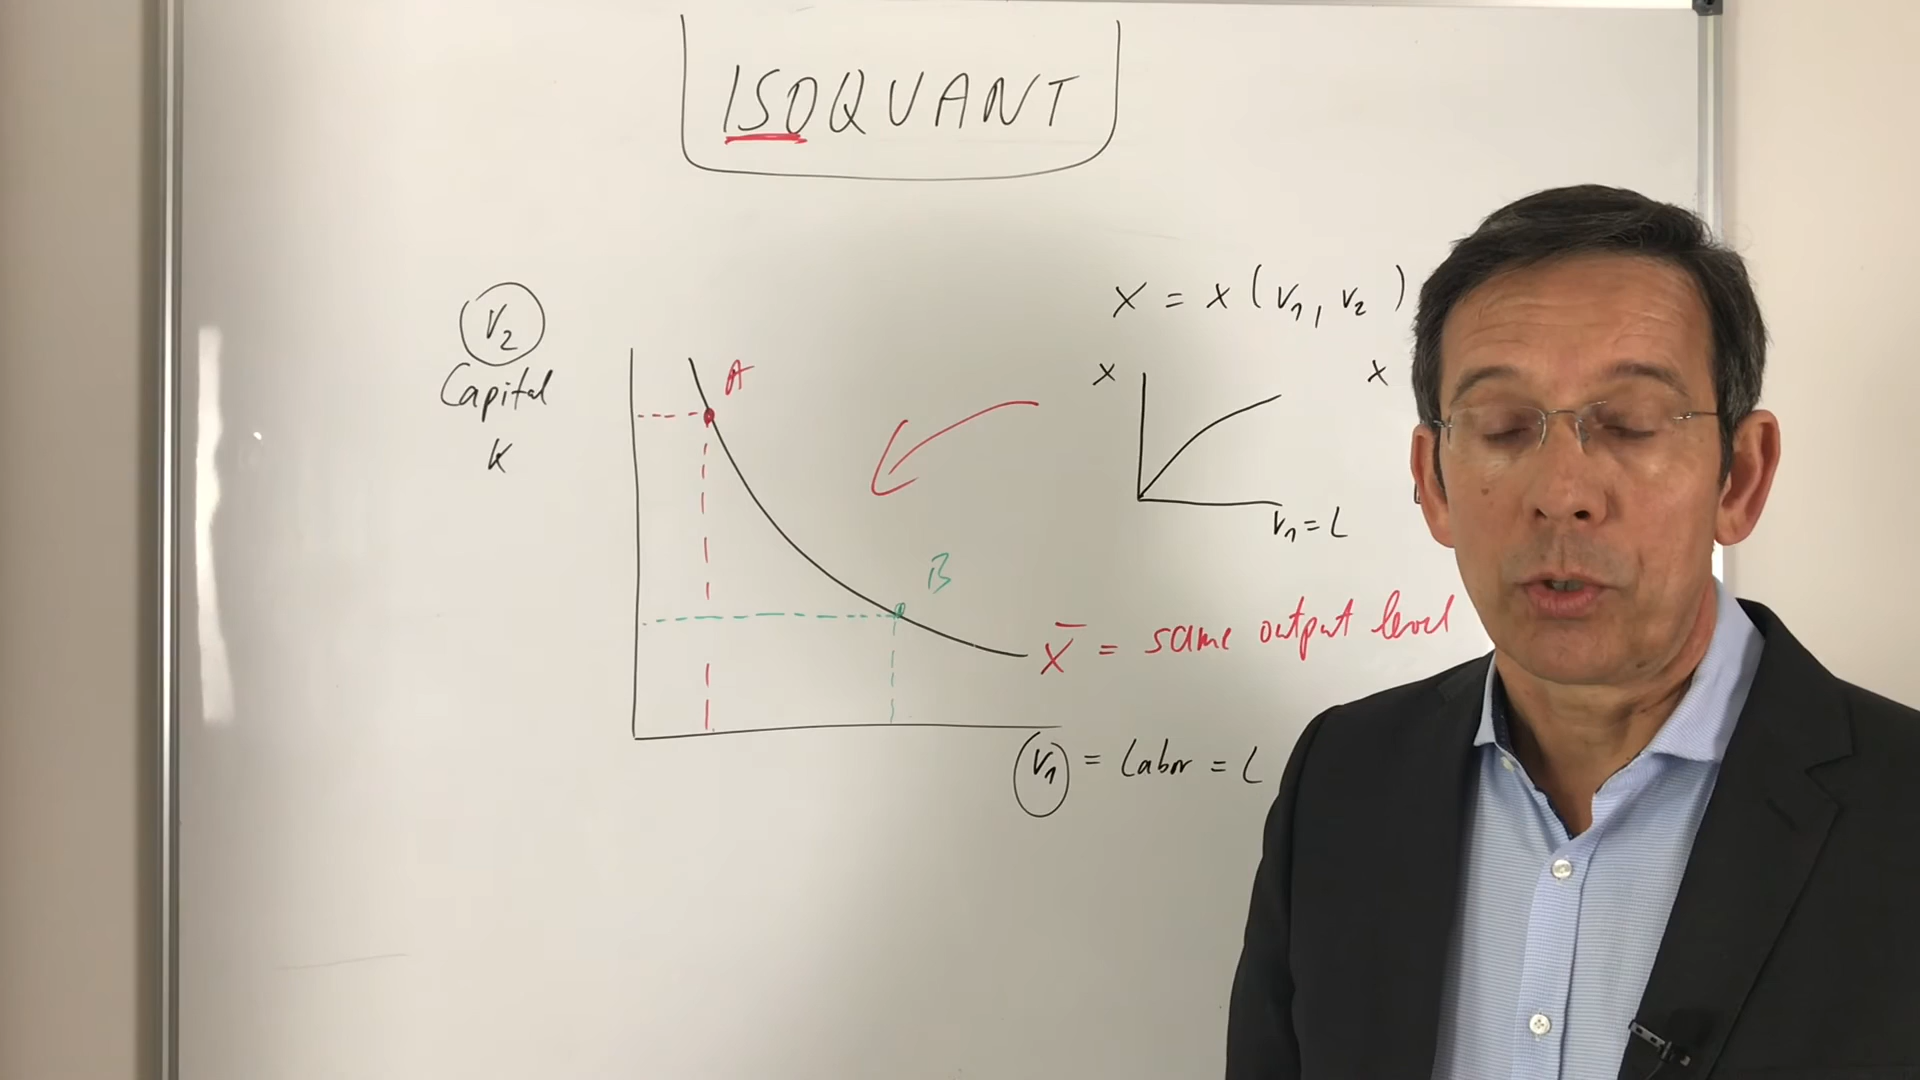 ISOQUANT
v₂
Capital
K
A
B
X = x (v₁, v₂)
x
v₁ = L
x
x̄ = same output level
v₁ = Labor = L